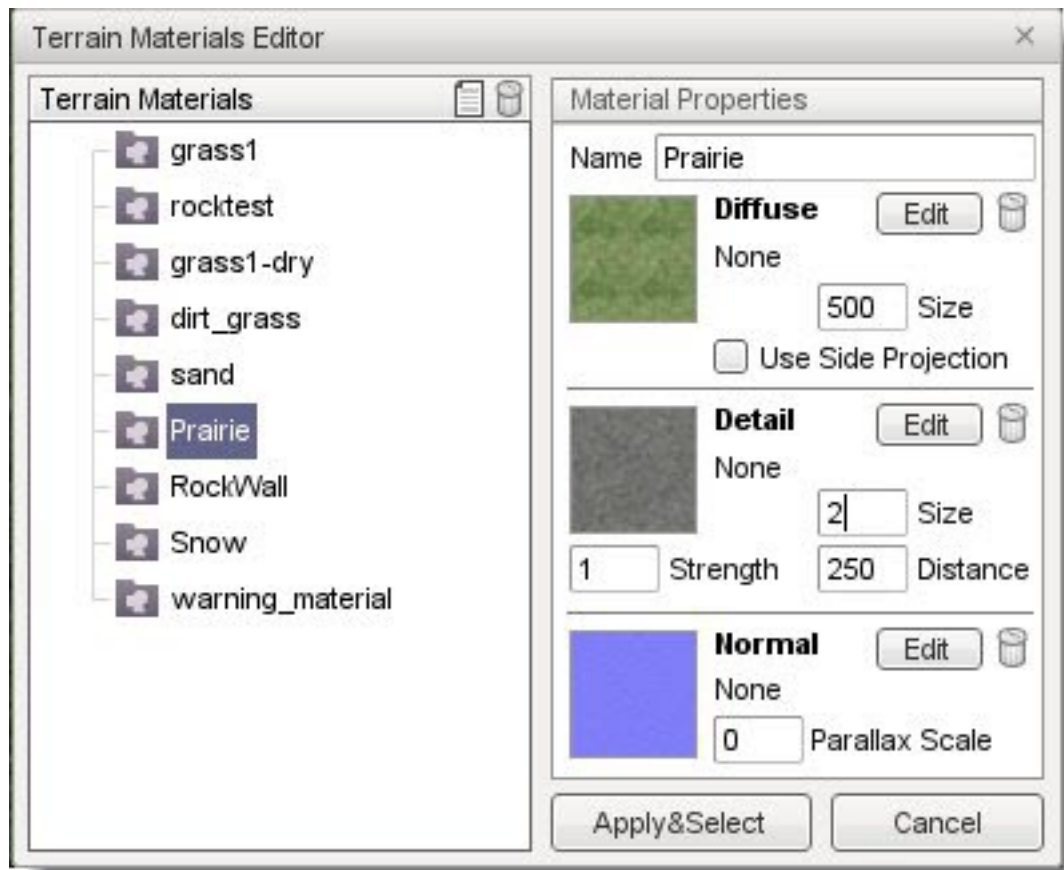 Terrain Materials Editor
Terrain Materials
grass1
rocktest
grass1-dry
dirt_grass
sand
Prairie
RockWall
Snow
warning_material
Material Properties
Name Prairie
Diffuse Edit
None
500 Size
Use Side Projection
Detail Edit
None
2 Size
1 Strength 250 Distance
Normal Edit
None
0 Parallax Scale
Apply&Select Cancel